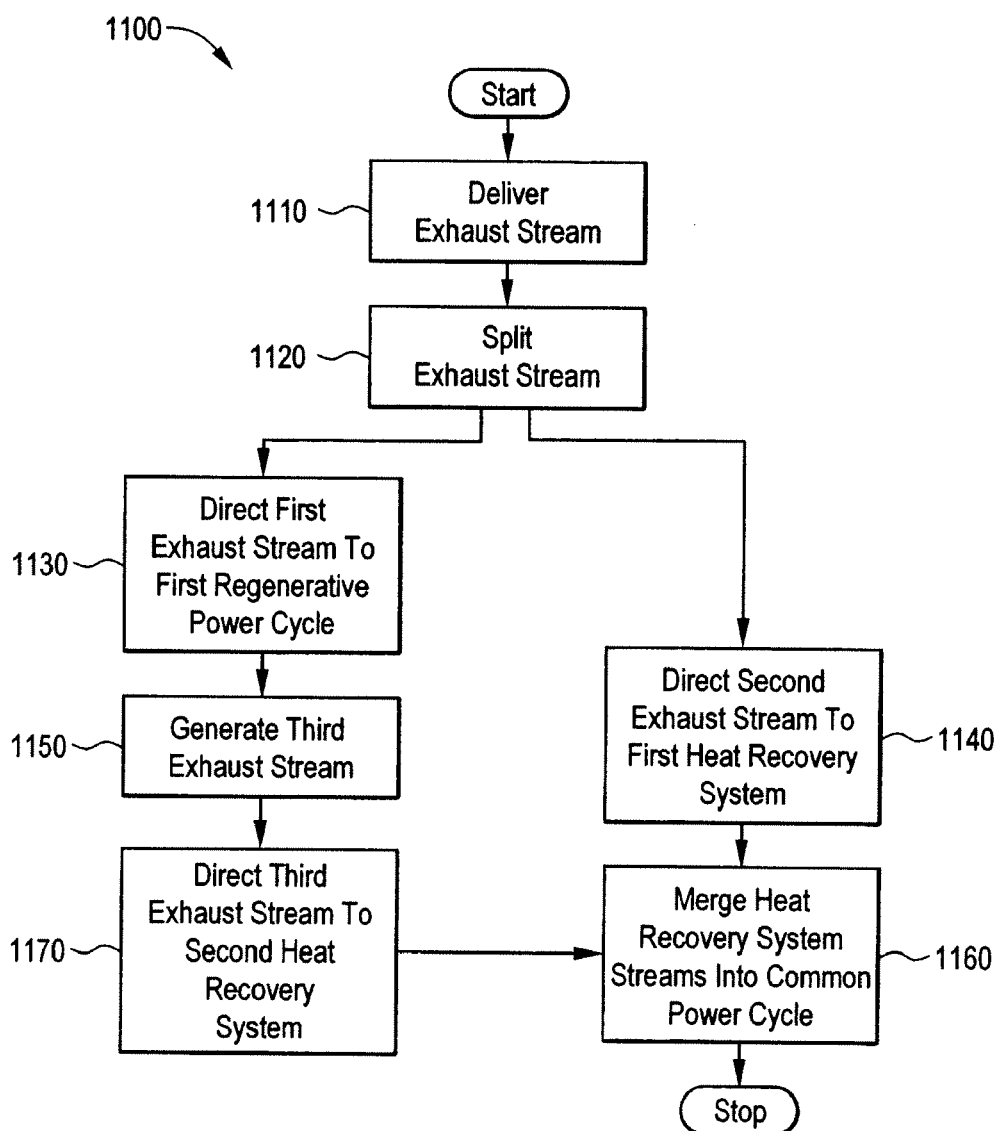 1100
Start
1110
Deliver
Exhaust Stream
1120
Split
Exhaust Stream
1130
Direct First
Exhaust Stream To
First Regenerative
Power Cycle
1150
Generate Third
Exhaust Stream
1170
Direct Third
Exhaust Stream To
Second Heat
Recovery
System
Direct Second
Exhaust Stream To
First Heat Recovery
System
1140
Merge Heat
Recovery System
Streams Into Common
Power Cycle
1160
Stop